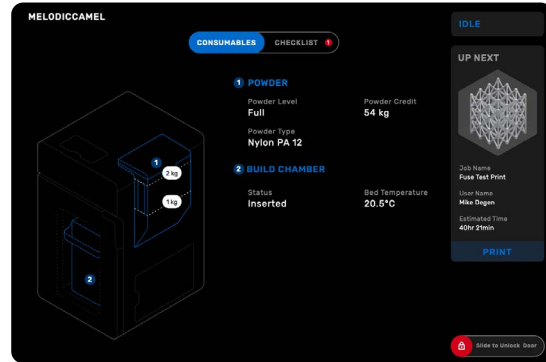 MELODICCAMEL
CONSUMABLES
CHECKLIST 1
1 POWDER
Powder Level
Full
Powder Credit
54 kg
Powder Type
Nylon PA 12
2 BUILD CHAMBER
Status
Inserted
Bed Temperature
20.5°C
1
2 kg
1 kg
2
IDLE
UP NEXT
Job Name
Fuse Test Print
User Name
Mike Degen
Estimated Time
40hr 21min
PRINT
Slide to Unlock Door